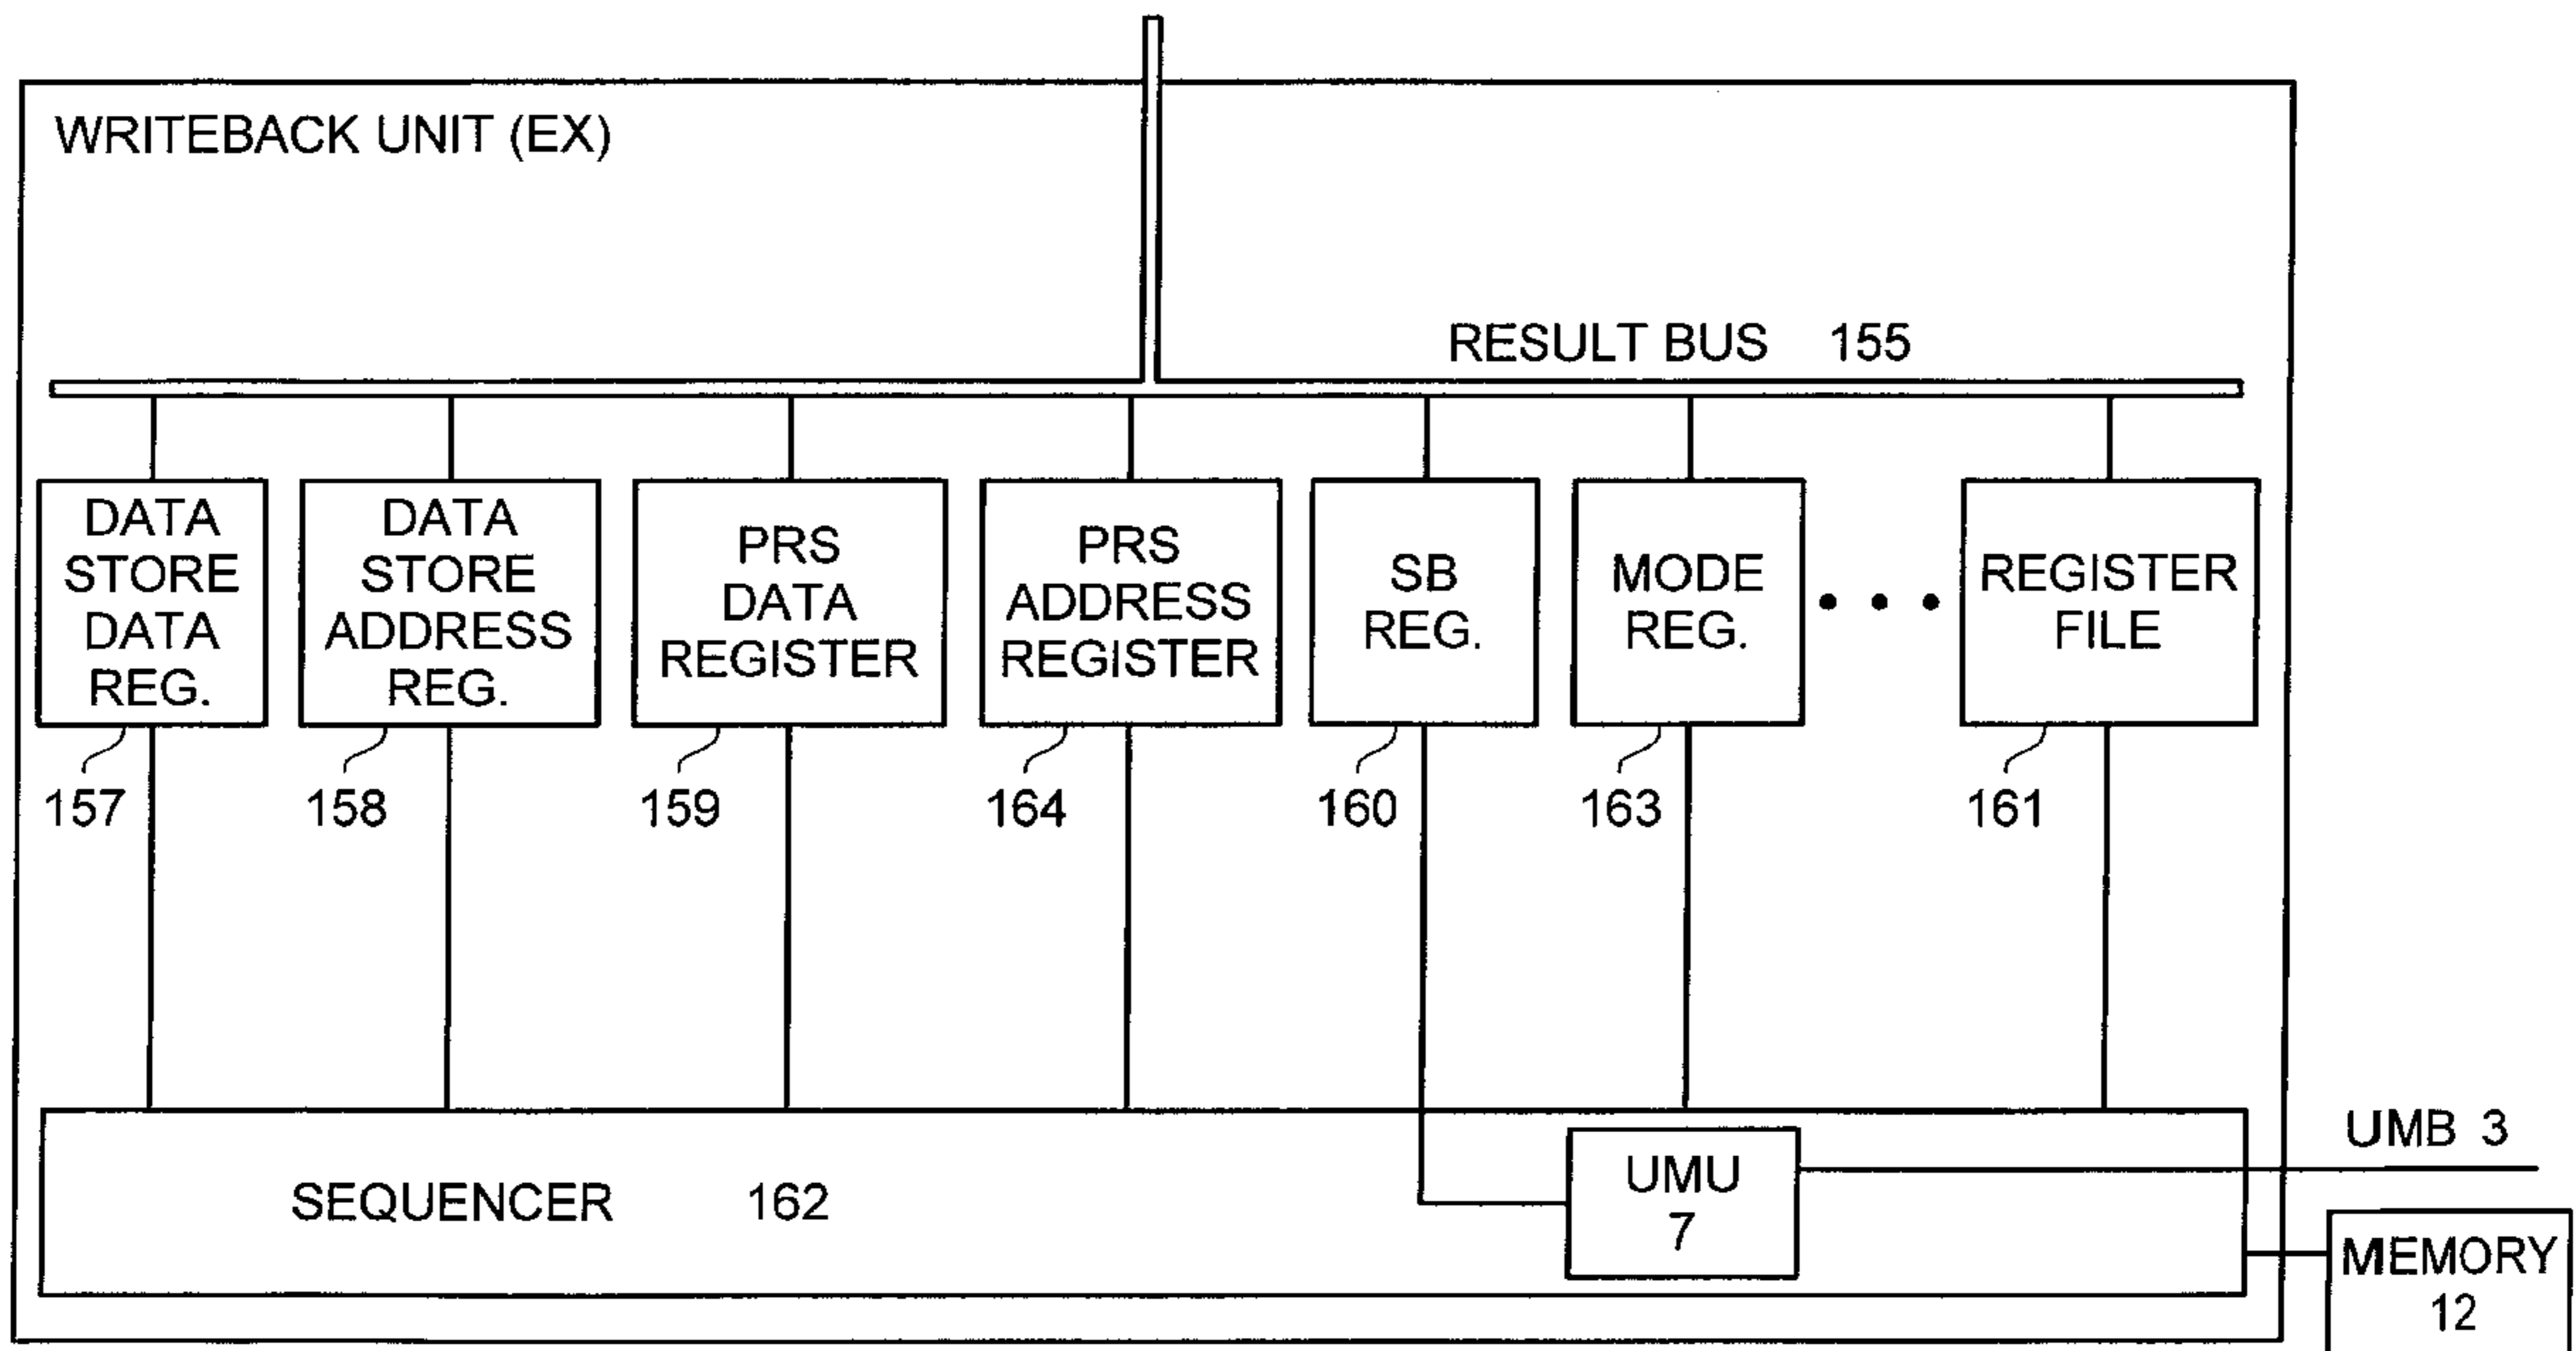 WRITEBACK UNIT (EX)
RESULT BUS 155
DATA
STORE
DATA
REG.
157
DATA
STORE
ADDRESS
REG.
158
PRS
DATA
REGISTER
159
PRS
ADDRESS
REGISTER
164
SB
REG.
160
MODE
REG.
163
• • •
REGISTER
FILE
161
SEQUENCER 162
UMU
7
UMB 3
MEMORY
12